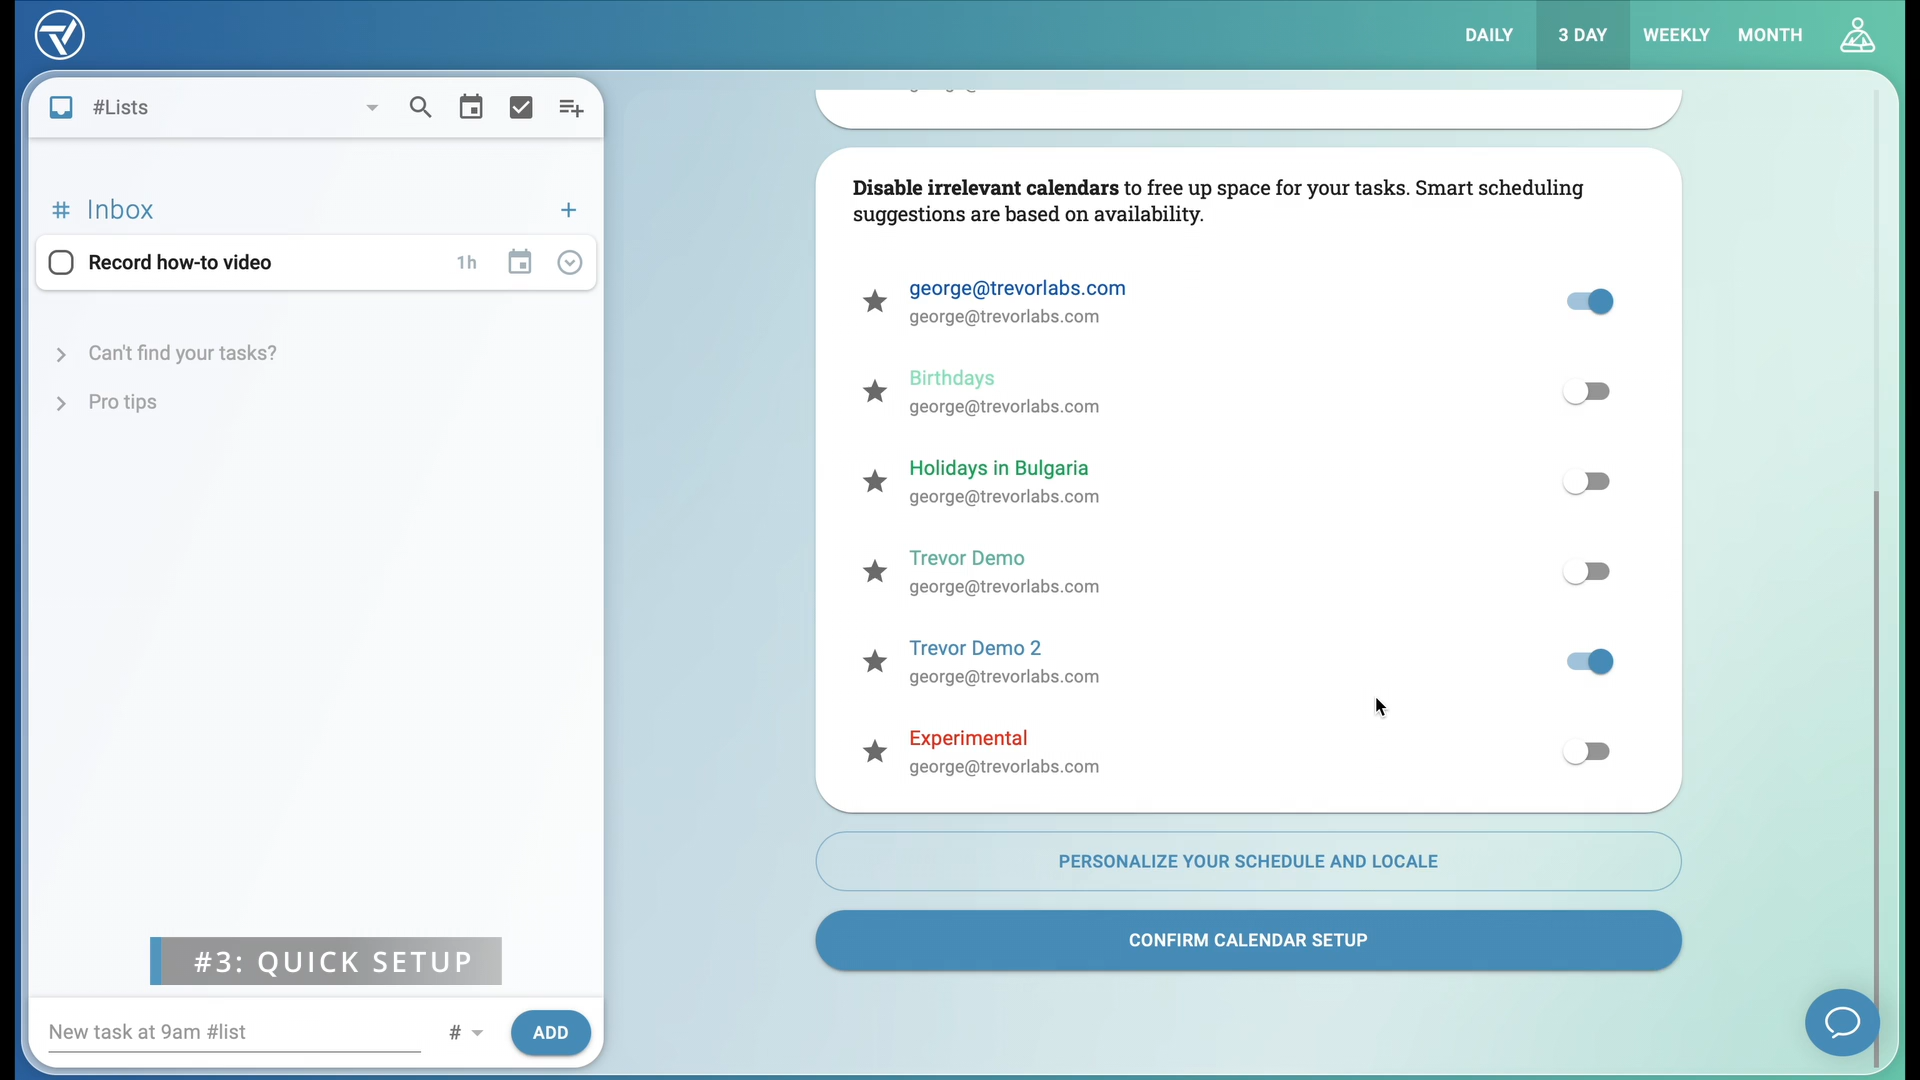 DAILY
3 DAY
WEEKLY
MONTH
#Lists
# Inbox
+
Record how-to video
1h
Can't find your tasks?
Pro tips
#3: QUICK SETUP
New task at 9am #list
#
ADD
Disable irrelevant calendars to free up space for your tasks. Smart scheduling
suggestions are based on availability.
george@trevorlabs.com
george@trevorlabs.com
Birthdays
george@trevorlabs.com
Holidays in Bulgaria
george@trevorlabs.com
Trevor Demo
george@trevorlabs.com
Trevor Demo 2
george@trevorlabs.com
Experimental
george@trevorlabs.com
PERSONALIZE YOUR SCHEDULE AND LOCALE
CONFIRM CALENDAR SETUP